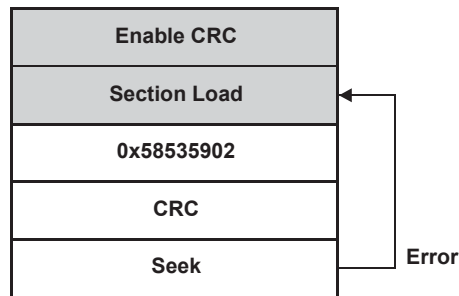 Enable CRC
Section Load
0x58535902
CRC
Seek
Error